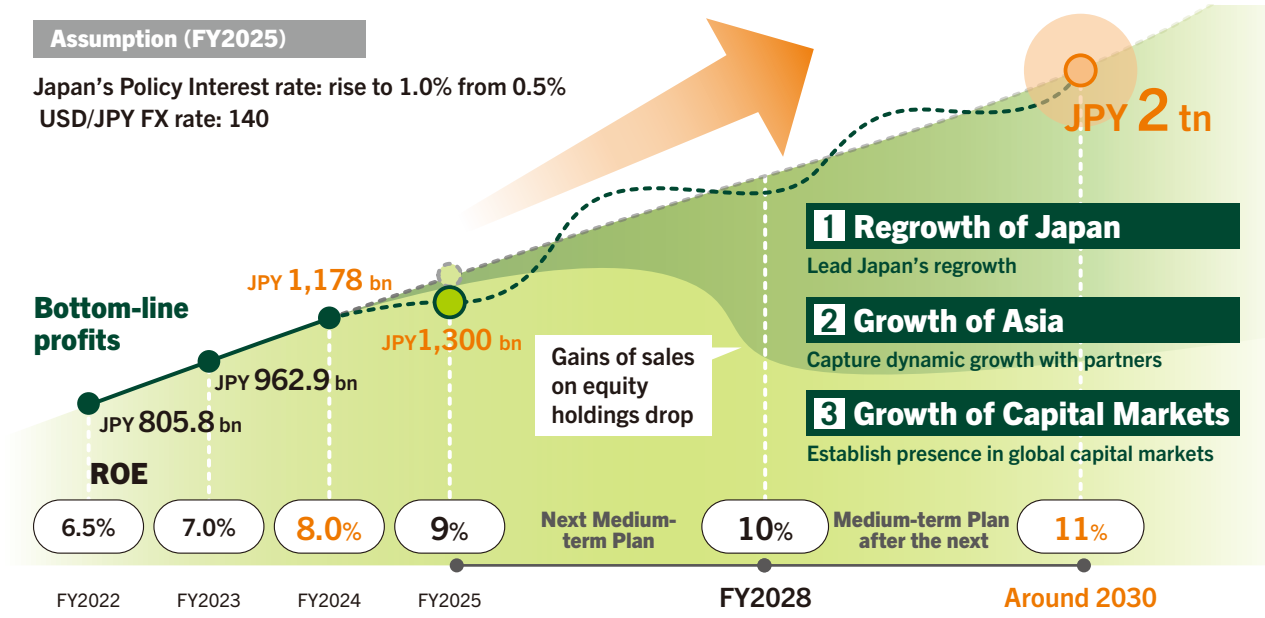 Assumption (FY2025)
Japan's Policy Interest rate: rise to 1.0% from 0.5%
USD/JPY FX rate: 140
JPY 2 tn
1 Regrowth of Japan
Lead Japan's regrowth
2 Growth of Asia
Capture dynamic growth with partners
3 Growth of Capital Markets
Establish presence in global capital markets
Bottom-line
profits
JPY 805.8 bn
JPY 962.9 bn
JPY 1,178 bn
JPY1,300 bn
Gains of sales
on equity
holdings drop
ROE
6.5%
7.0%
8.0%
9%
Next Medium-
term Plan
10%
Medium-term Plan
after the next
11%
FY2022
FY2023
FY2024
FY2025
FY2028
Around 2030